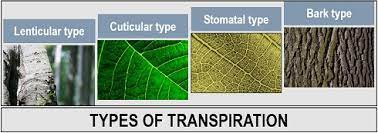 Lenticular type
Cuticular type
Stomatal type
Bark type
TYPES OF TRANSPIRATION